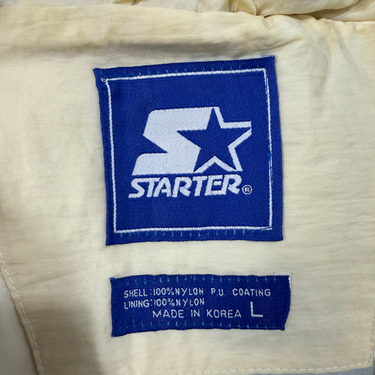 STARTER®
SHELL: 100% NYLON P.U. COATING
LINING: 100% NYLON
MADE IN KOREA L